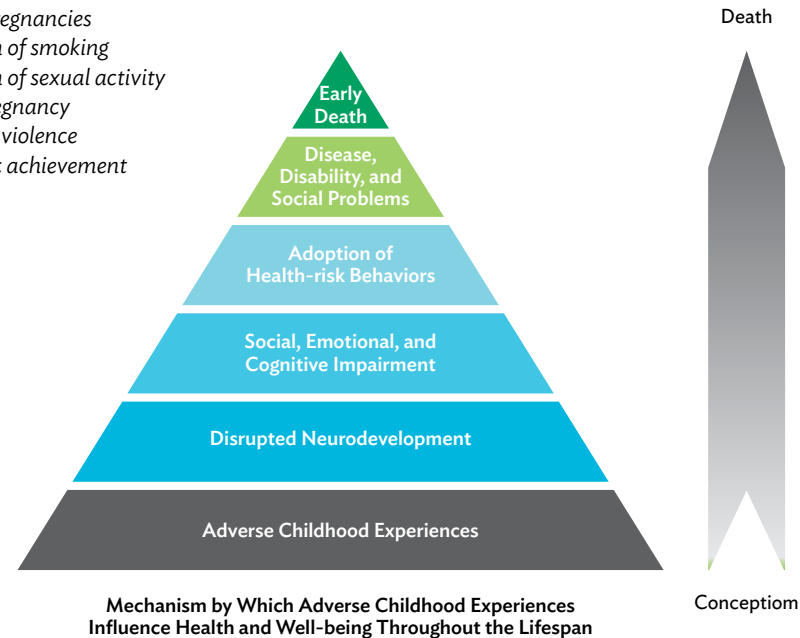 egnancies
of smoking
of sexual activity
egnancy
violence
achievement
Death
Early
Death
Disease,
Disability, and
Social Problems
Adoption of
Health-risk Behaviors
Social, Emotional, and
Cognitive Impairment
Disrupted Neurodevelopment
Adverse Childhood Experiences
Conceptiom
Mechanism by Which Adverse Childhood Experiences
Influence Health and Well-being Throughout the Lifespan